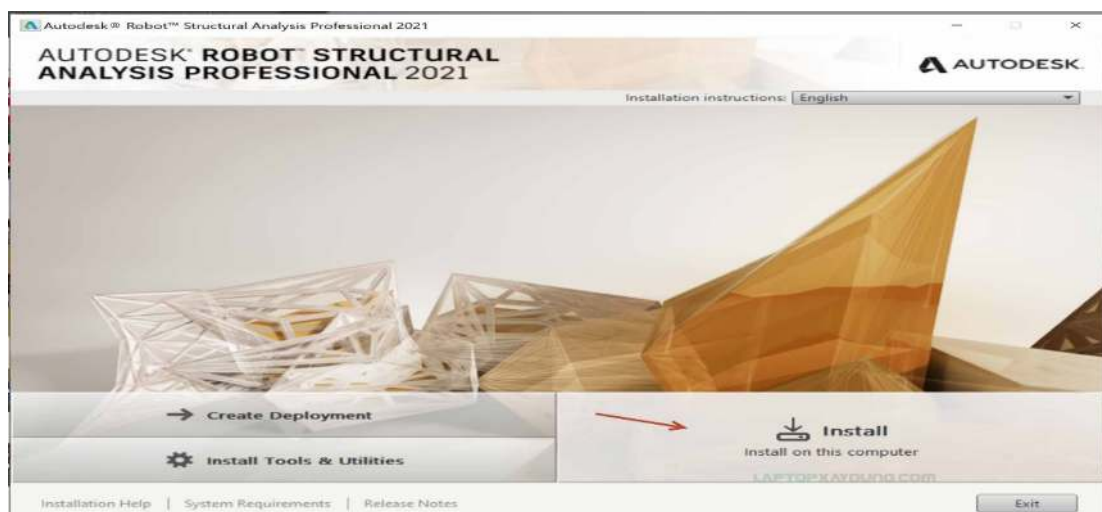 Autodesk® Robot™ Structural Analysis Professional 2021
AUTODESK® ROBOT™ STRUCTURAL
ANALYSIS PROFESSIONAL 2021
AUTODESK.
Installation instructions: English
Create Deployment
Install
Install on this computer
Install Tools & Utilities
LAPTOPXAYDUNG.COM
Installation Help | System Requirements | Release Notes
Exit